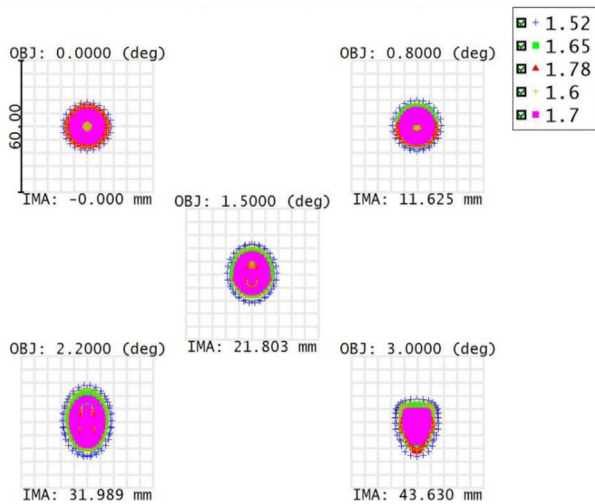 OBJ: 0.0000 (deg)
OBJ: 0.8000 (deg)
+ 1.52
1.65
1.78
+ 1.6
1.7
60.00
IMA: -0.000 mm
IMA: 11.625 mm
OBJ: 1.5000 (deg)
IMA: 21.803 mm
OBJ: 2.2000 (deg)
OBJ: 3.0000 (deg)
IMA: 31.989 mm
IMA: 43.630 mm